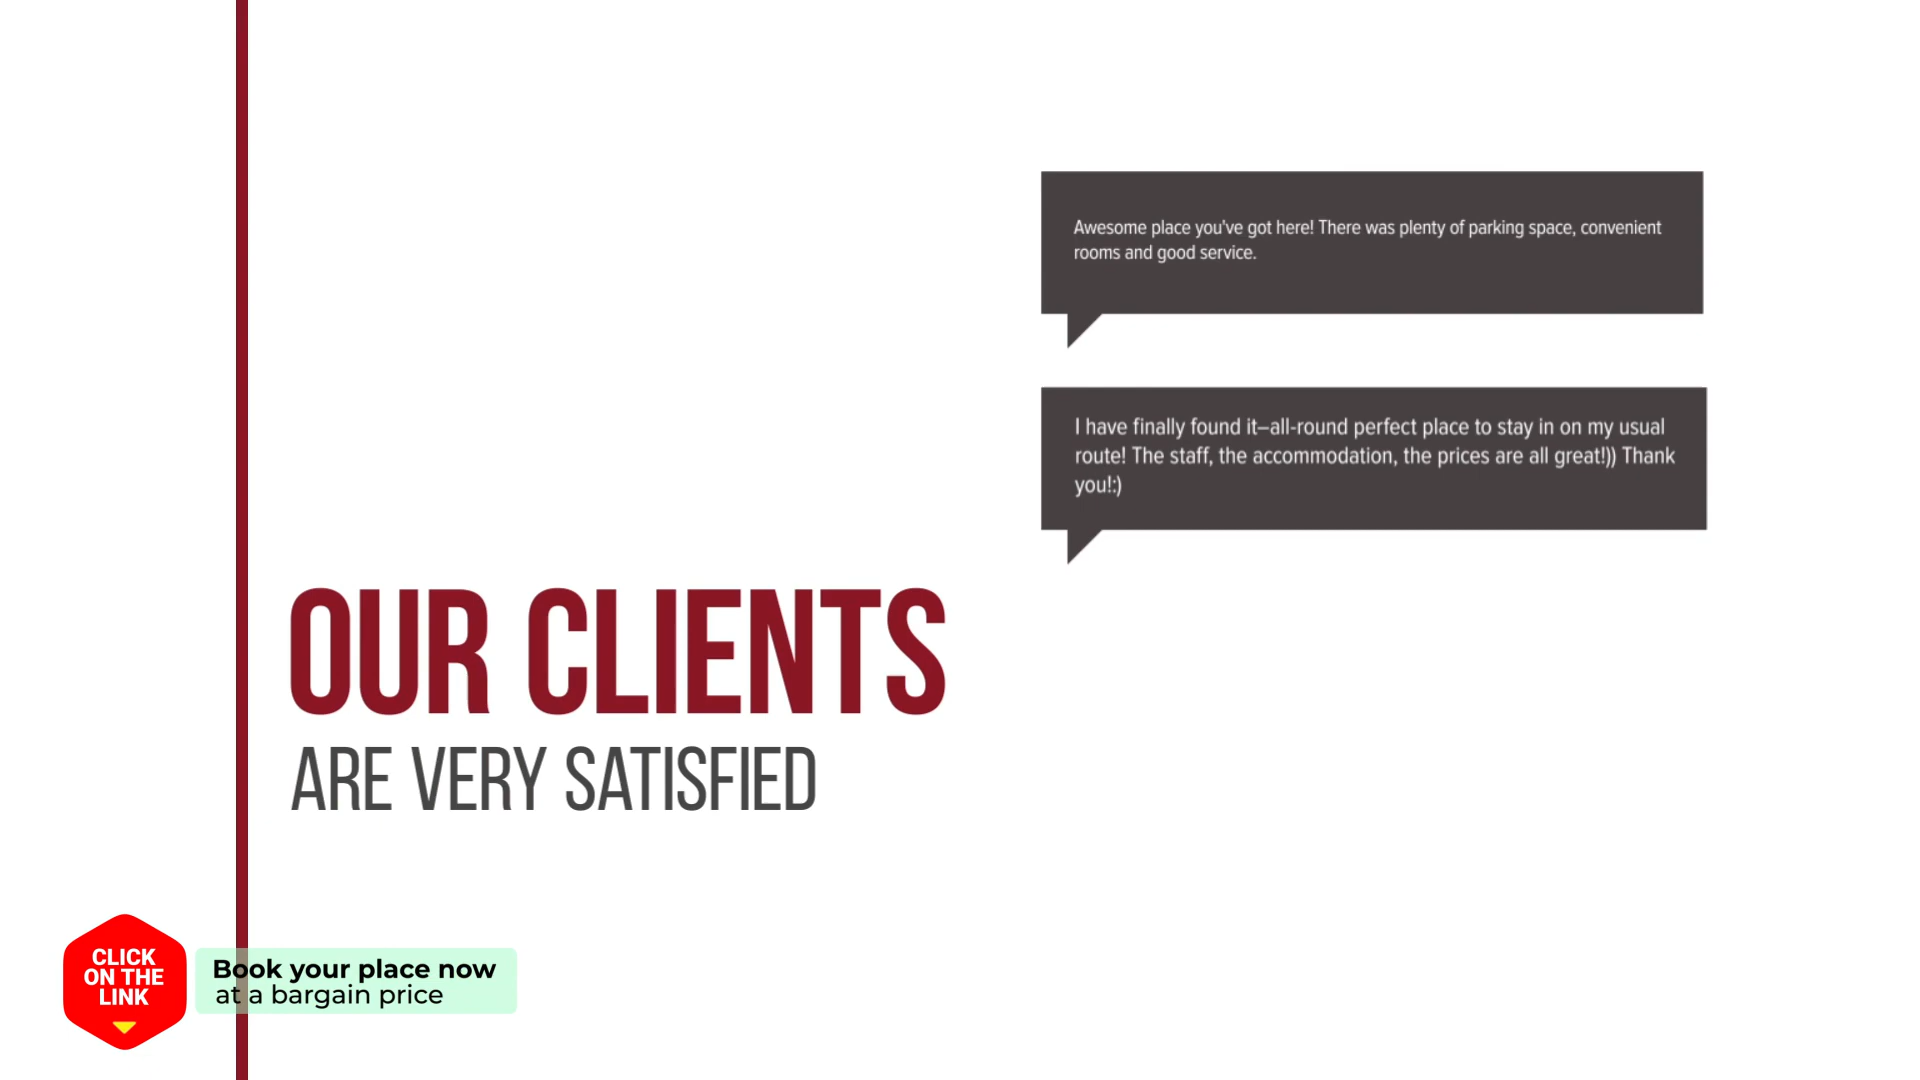 Awesome place you've got here! There was plenty of parking space, convenient
rooms and good service.
I have finally found it–all-round perfect place to stay in on my usual
route! The staff, the accommodation, the prices are all great!)) Thank
you!:)
OUR CLIENTS
ARE VERY SATISFIED
CLICK
ON THE
LINK
Book your place now
at a bargain price